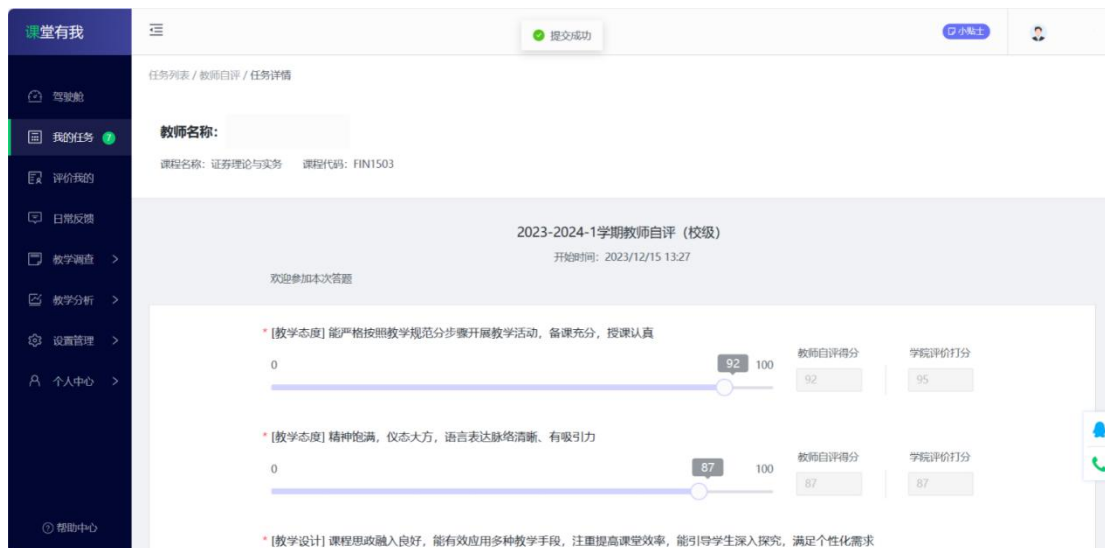 课堂有我
提交成功
小贴士
任务列表 / 教师自评 / 任务详情
驾驶舱
我的任务 7
评价我的
日常反馈
教学调查
教学分析
设置管理
个人中心
帮助中心
教师名称：
课程名称：证券理论与实务 课程代码：FIN1503
2023-2024-1学期教师自评（校级）
开始时间：2023/12/15 13:27
欢迎参加本次答题
* [教学态度] 能严格按照教学规范分步骤开展教学活动，备课充分，授课认真
教师自评得分 学院评价打分
0 92 100
92 95
* [教学态度] 精神饱满，仪态大方，语言表达脉络清晰、有吸引力
教师自评得分 学院评价打分
0 87 100
87 87
* [教学设计] 课程思政融入良好，能有效应用多种教学手段，注重提高课堂效率，能引导学生深入探究，满足个性化需求